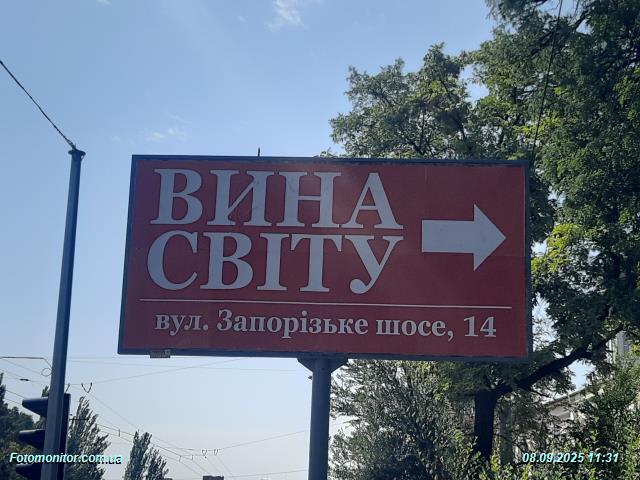 ВИНА
СВІТУ
вул. Запорізьке шосе, 14
Fotomonitor.com.ua
08.09.2025 11:31